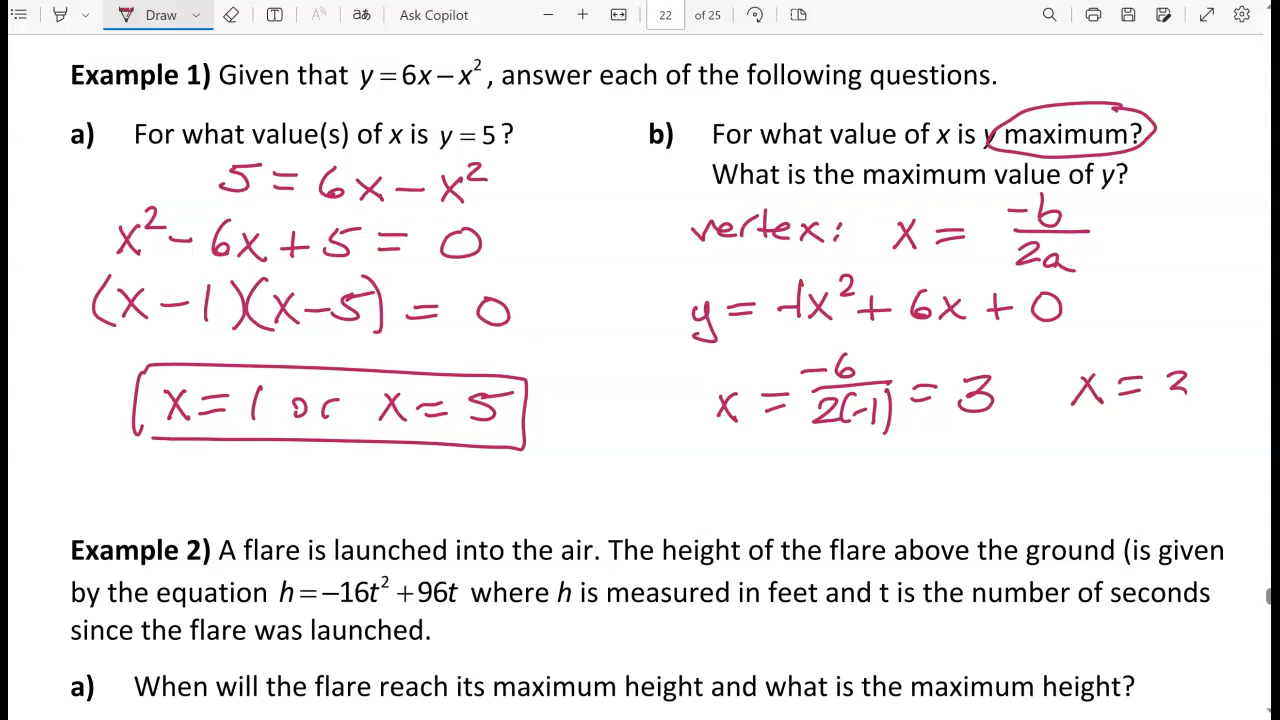 Draw aあ Ask Copilot 22 of 25
Example 1) Given that y = 6x − x², answer each of the following questions.
a) For what value(s) of x is y = 5?
5 = 6x − x²
x² − 6x + 5 = 0
(x − 1)(x − 5) = 0
x = 1 or x = 5
b) For what value of x is y maximum?
What is the maximum value of y?
vertex: x = −b/2a
y = −1x² + 6x + 0
x = −6/2(−1) = 3 x = 3
Example 2) A flare is launched into the air. The height of the flare above the ground (is given
by the equation h = −16t² + 96t where h is measured in feet and t is the number of seconds
since the flare was launched.
a) When will the flare reach its maximum height and what is the maximum height?